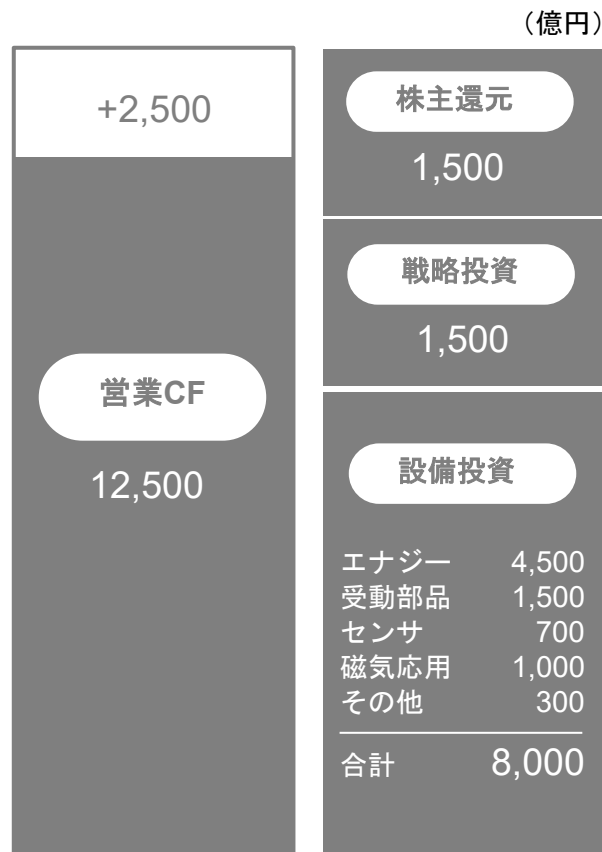 （億円）
+2,500
営業CF
12,500
株主還元
1,500
戦略投資
1,500
設備投資
エナジー 4,500
受動部品 1,500
センサ 700
磁気応用 1,000
その他 300
合計 8,000